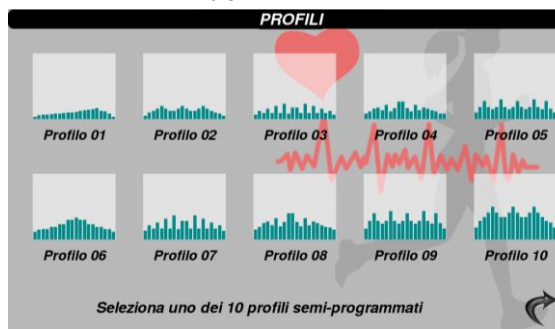 PROFILI
Profilo 01 Profilo 02 Profilo 03 Profilo 04 Profilo 05
Profilo 06 Profilo 07 Profilo 08 Profilo 09 Profilo 10
Seleziona uno dei 10 profili semi-programmati